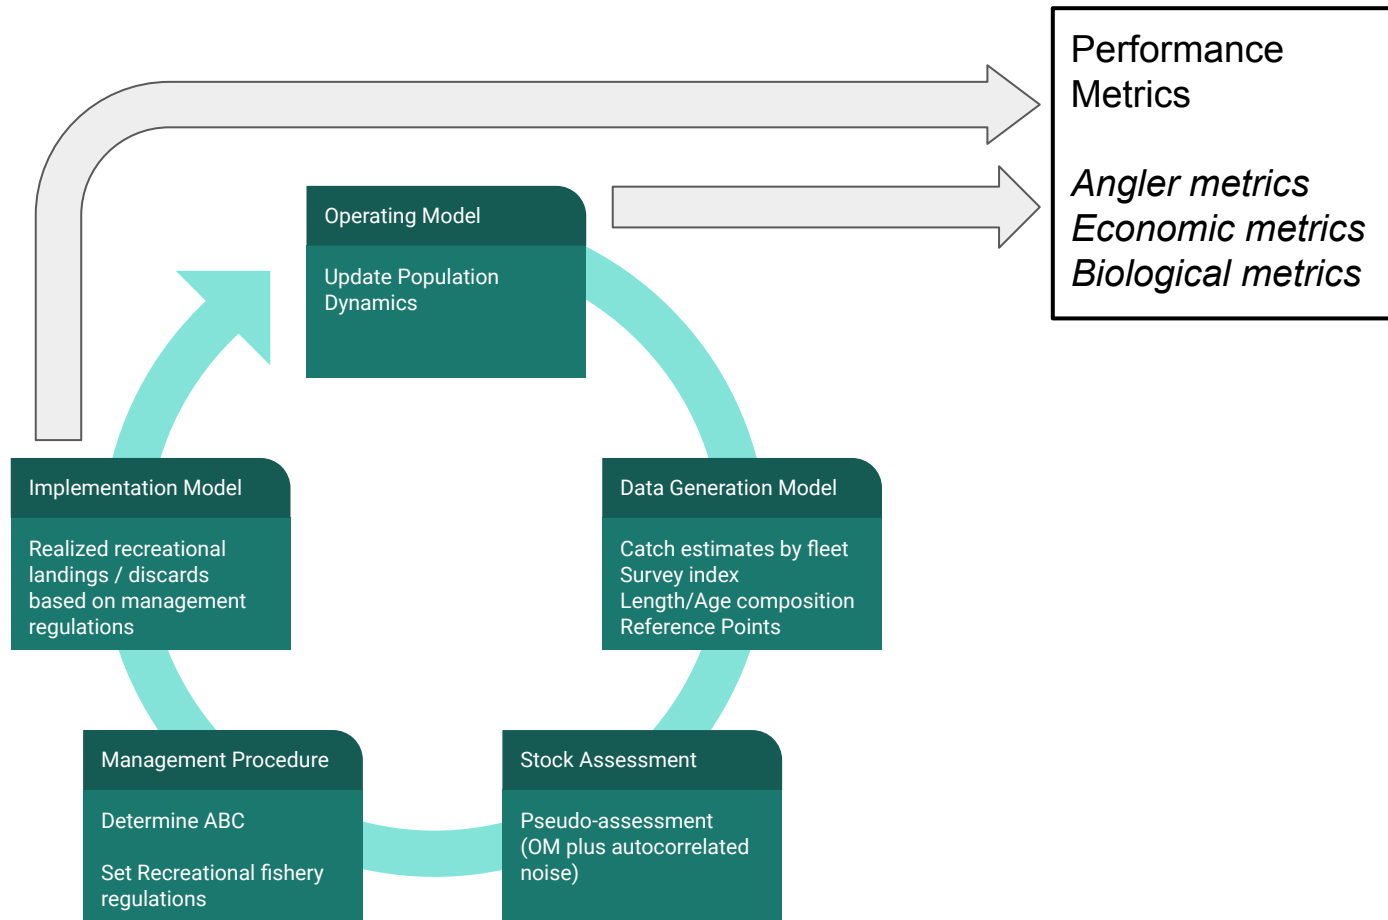 Performance
Metrics
Angler metrics
Economic metrics
Biological metrics
Operating Model
Update Population
Dynamics
Data Generation Model
Catch estimates by fleet
Survey index
Length/Age composition
Reference Points
Stock Assessment
Pseudo-assessment
(OM plus autocorrelated
noise)
Management Procedure
Determine ABC
Set Recreational fishery
regulations
Implementation Model
Realized recreational
landings / discards
based on management
regulations